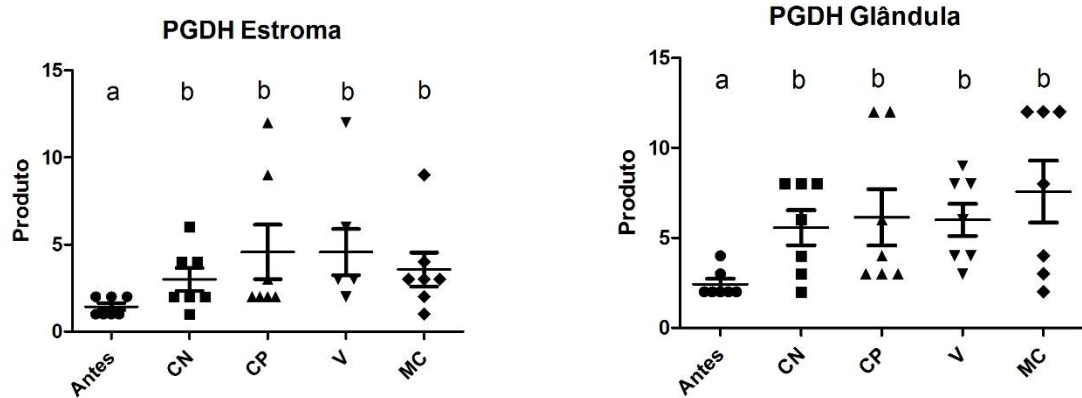 PGDH Estroma
15
10
5
0
Produto
a b b b b
Antes CN CP V MC
PGDH Glândula
15
10
5
0
Produto
a b b b b
Antes CN CP V MC